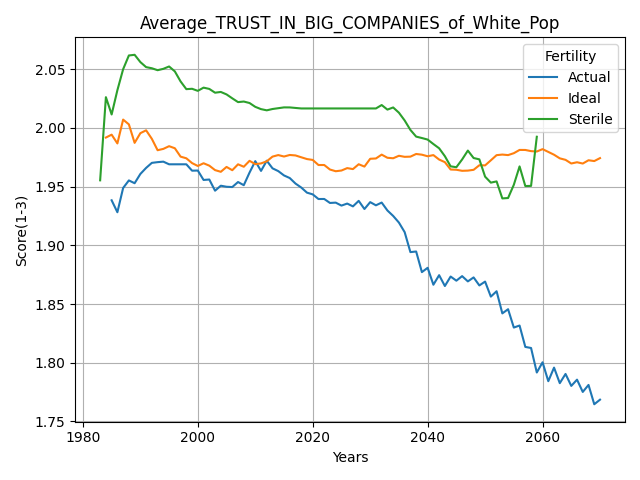 Average_TRUST_IN_BIG_COMPANIES_of_White_Pop
Fertility
Actual
Ideal
Sterile
Score(1-3)
2.05
2.00
1.95
1.90
1.85
1.80
1.75
1980 2000 2020 2040 2060
Years